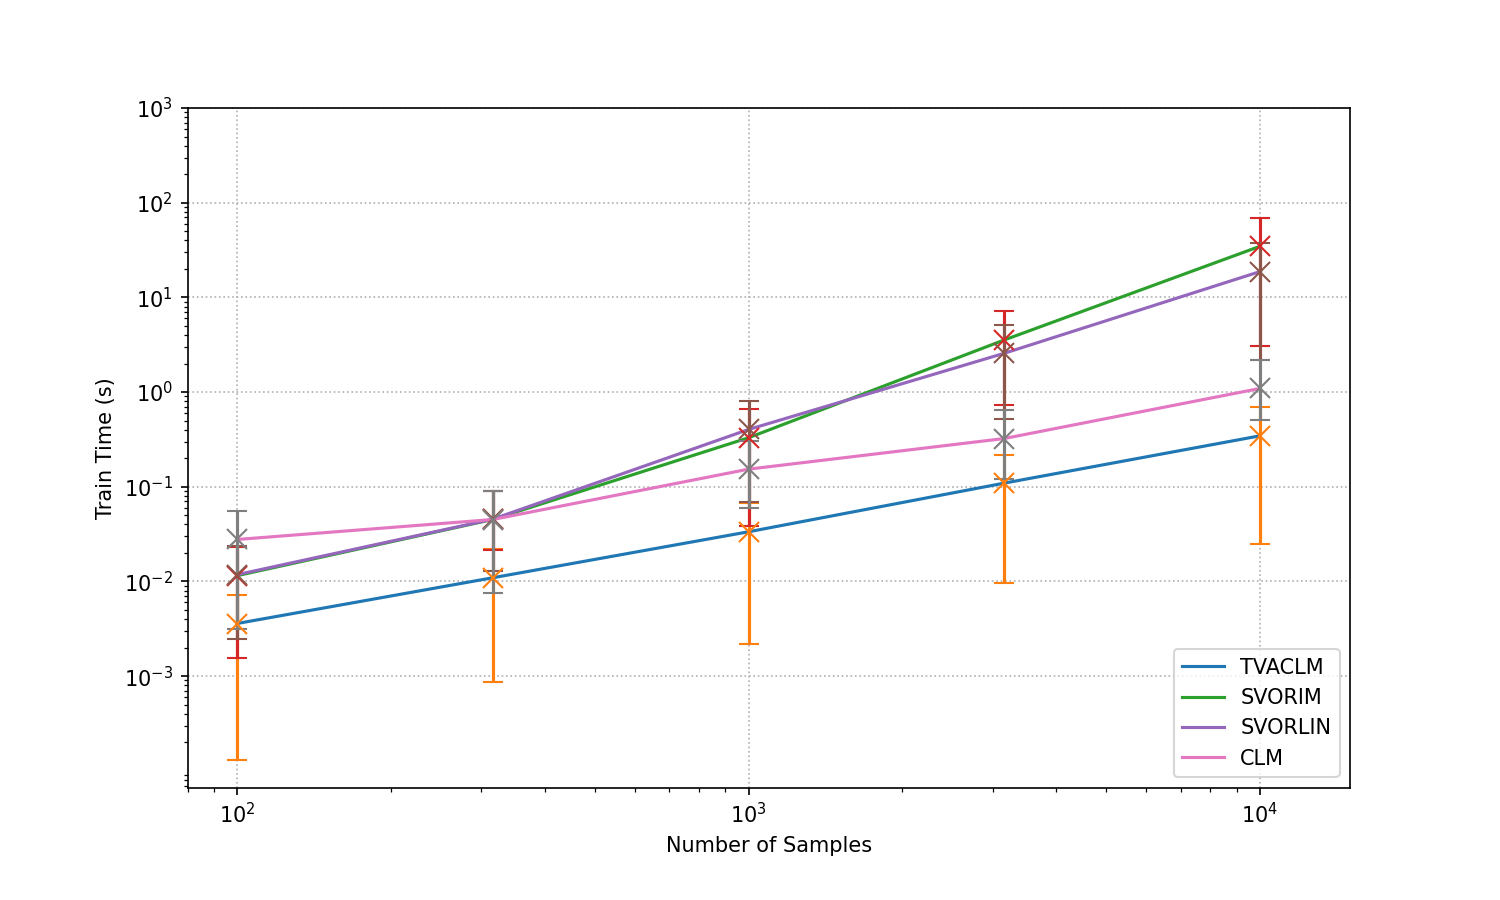 10³
10²
10¹
10⁰
10⁻¹
10⁻²
10⁻³
Train Time (s)
10² 10³ 10⁴
Number of Samples
TVACLM
SVORIM
SVORLIN
CLM